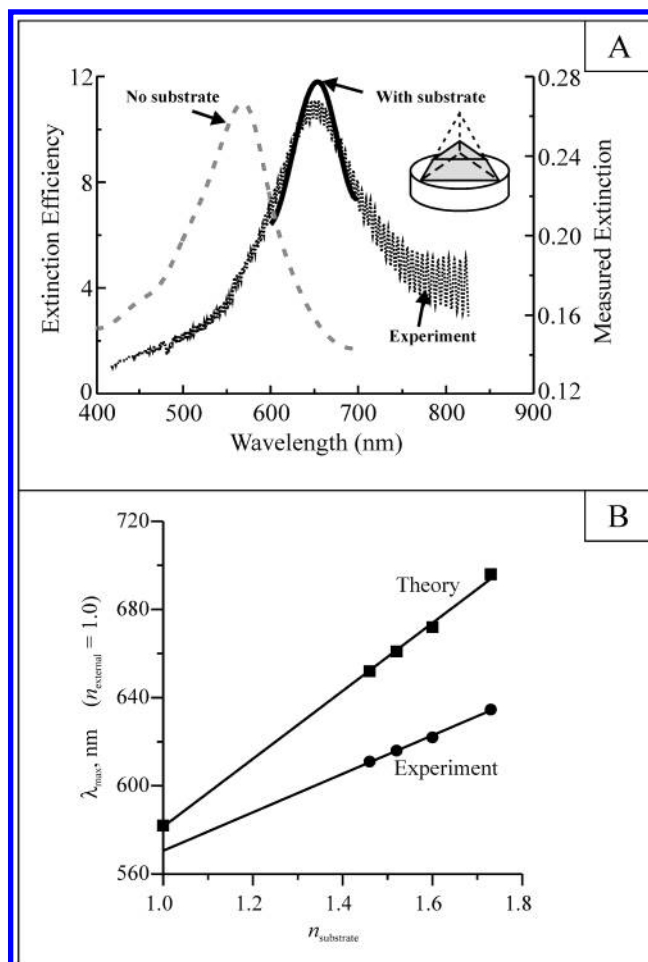 A
12
8
4
0
Extinction Efficiency
No substrate
With substrate
Experiment
0.28
0.24
0.20
0.16
0.12
Measured Extinction
400
500
600
700
800
900
Wavelength (nm)
B
720
680
640
600
560
λmax, nm (nexternal = 1.0)
Theory
Experiment
1.0
1.2
1.4
1.6
1.8
nsubstrate